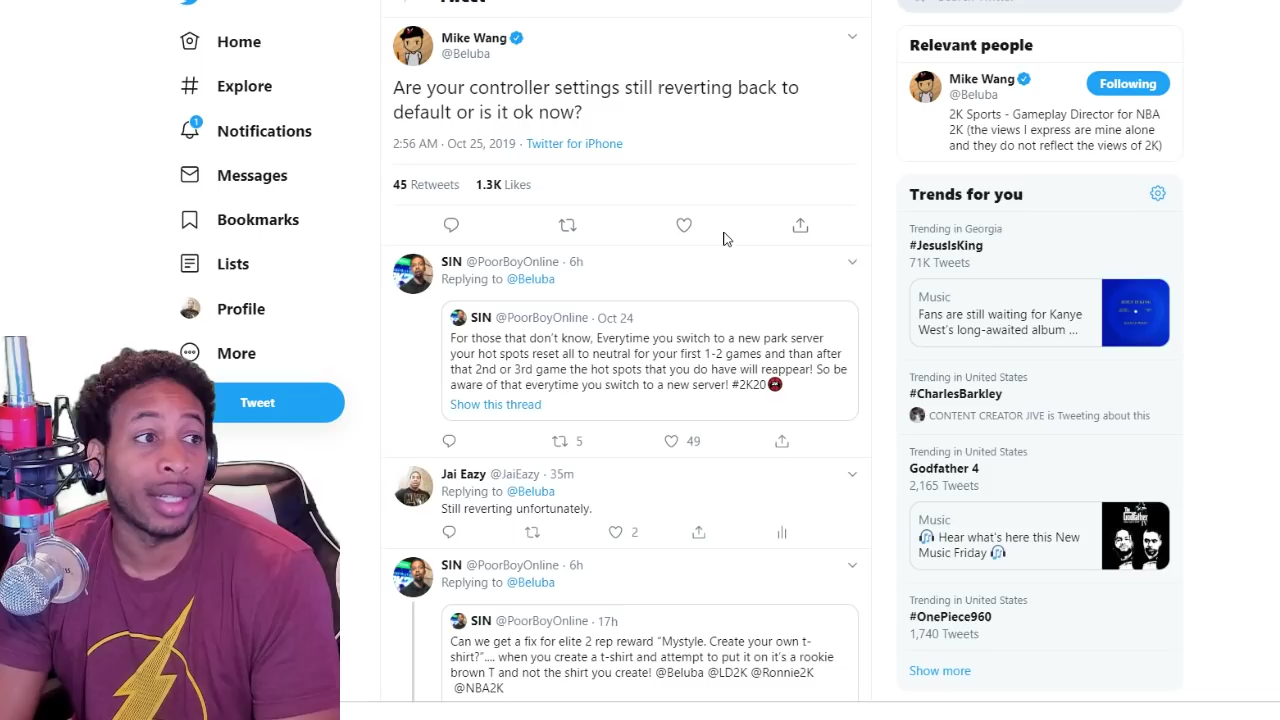 Home
Explore
1
Notifications
Messages
Bookmarks
Lists
Profile
More
Tweet
Tweet
Mike Wang
@Beluba
Are your controller settings still reverting back to
default or is it ok now?
2:56 AM · Oct 25, 2019 · Twitter for iPhone
45 Retweets 1.3K Likes
SIN @PoorBoyOnline · 6h
Replying to @Beluba
SIN @PoorBoyOnline · Oct 24
For those that don't know, Everytime you switch to a new park server
your hot spots reset all to neutral for your first 1-2 games and than after
that 2nd or 3rd game the hot spots that you do have will reappear! So be
aware of that everytime you switch to a new server! #2K20
Show this thread
5 49
Jai Eazy @JaiEazy · 35m
Replying to @Beluba
Still reverting unfortunately.
2
SIN @PoorBoyOnline · 6h
Replying to @Beluba
SIN @PoorBoyOnline · 17h
Can we get a fix for elite 2 rep reward "Mystyle. Create your own t-
shirt?".... when you create a t-shirt and attempt to put it on it's a rookie
brown T and not the shirt you create! @Beluba @LD2K @Ronnie2K
@NBA2K
Search Twitter
Relevant people
Mike Wang
@Beluba
Following
2K Sports - Gameplay Director for NBA
2K (the views I express are mine alone
and they do not reflect the views of 2K)
Trends for you
Trending in Georgia
#JesusIsKing
71K Tweets
Music
Fans are still waiting for Kanye
West's long-awaited album ...
Trending in United States
#CharlesBarkley
CONTENT CREATOR JIVE is Tweeting about this
Trending in United States
Godfather 4
2,165 Tweets
Music
Hear what's here this New
Music Friday
Trending in United States
#OnePiece960
1,740 Tweets
Show more